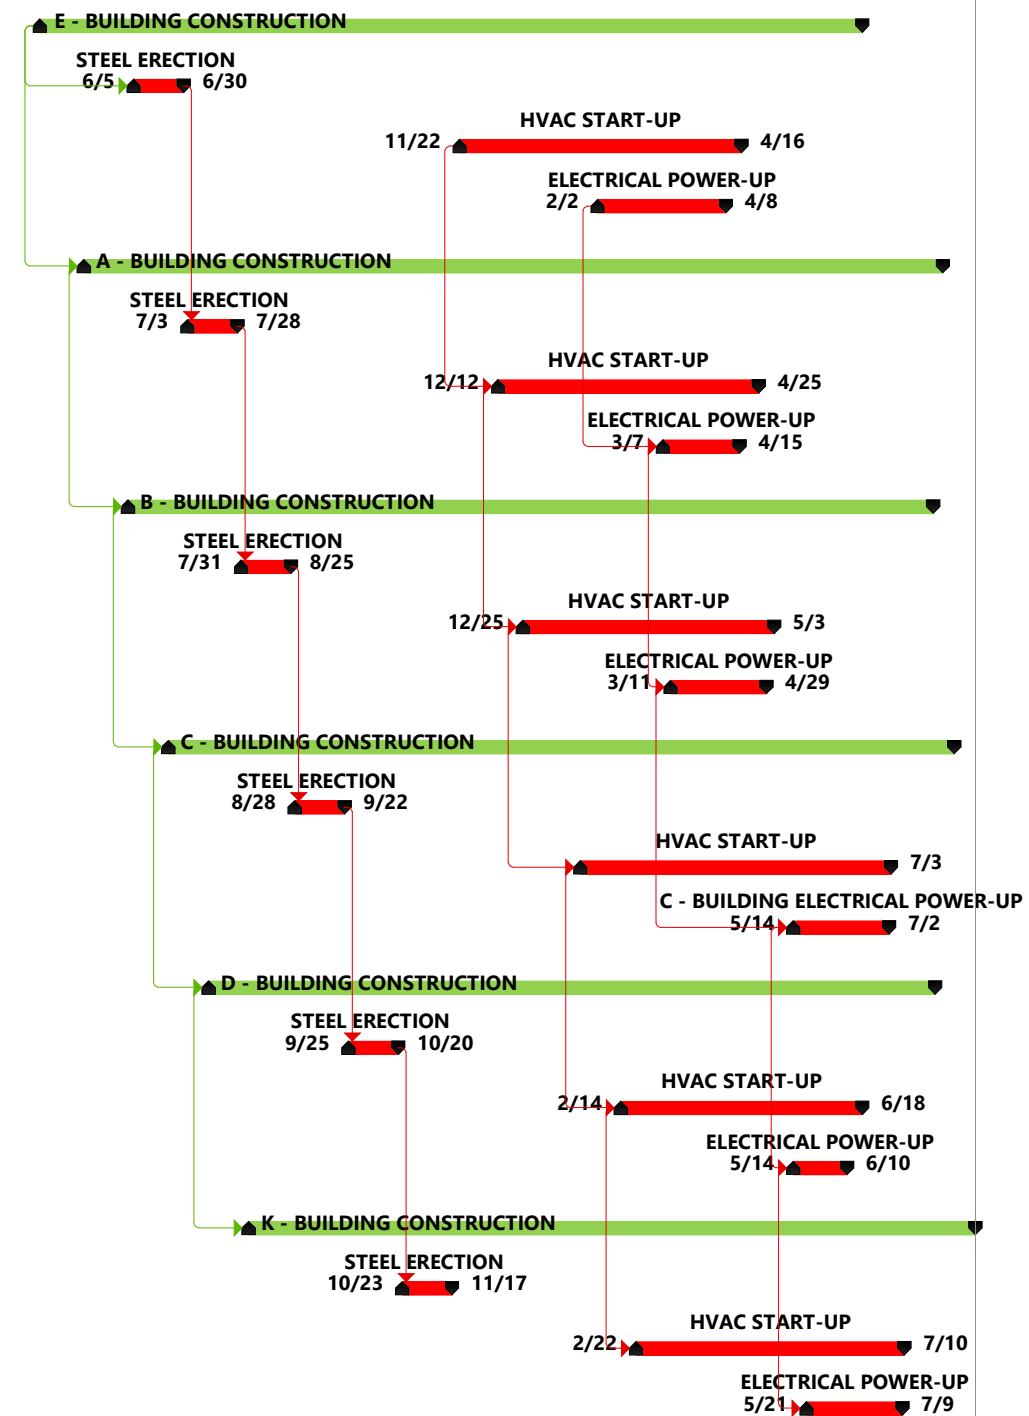 E - BUILDING CONSTRUCTION
STEEL ERECTION
6/5 6/30
HVAC START-UP
11/22 4/16
ELECTRICAL POWER-UP
2/2 4/8
A - BUILDING CONSTRUCTION
STEEL ERECTION
7/3 7/28
HVAC START-UP
12/12 4/25
ELECTRICAL POWER-UP
3/7 4/15
B - BUILDING CONSTRUCTION
STEEL ERECTION
7/31 8/25
HVAC START-UP
12/25 5/3
ELECTRICAL POWER-UP
3/11 4/29
C - BUILDING CONSTRUCTION
STEEL ERECTION
8/28 9/22
HVAC START-UP
7/3
C - BUILDING ELECTRICAL POWER-UP
5/14 7/2
D - BUILDING CONSTRUCTION
STEEL ERECTION
9/25 10/20
HVAC START-UP
2/14 6/18
ELECTRICAL POWER-UP
5/14 6/10
K - BUILDING CONSTRUCTION
STEEL ERECTION
10/23 11/17
HVAC START-UP
2/22 7/10
ELECTRICAL POWER-UP
5/21 7/9